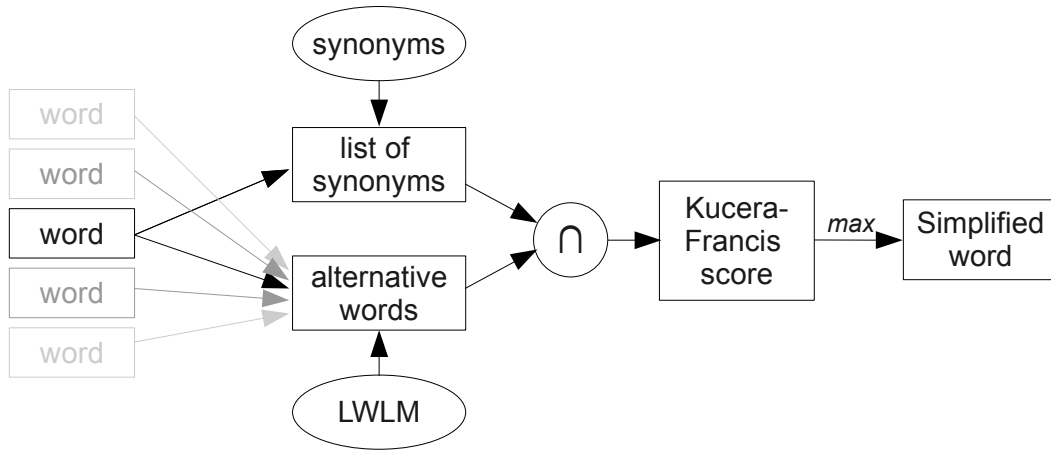 synonyms
word
word
word
word
word
list of
synonyms
alternative
words
LWLM
∩
Kucera-
Francis
score
max
Simplified
word